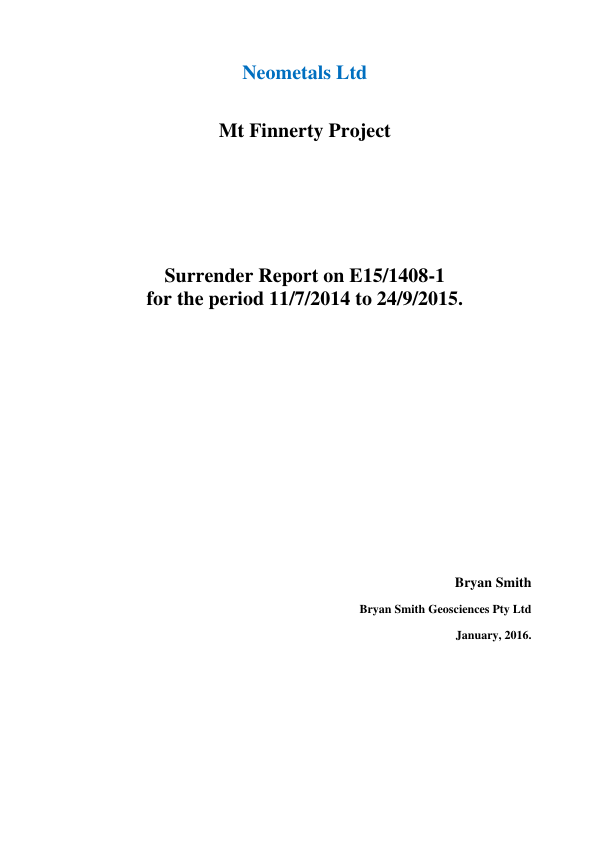 Neometals Ltd
Mt Finnerty Project
Surrender Report on E15/1408-1
for the period 11/7/2014 to 24/9/2015.
Bryan Smith
Bryan Smith Geosciences Pty Ltd
January, 2016.